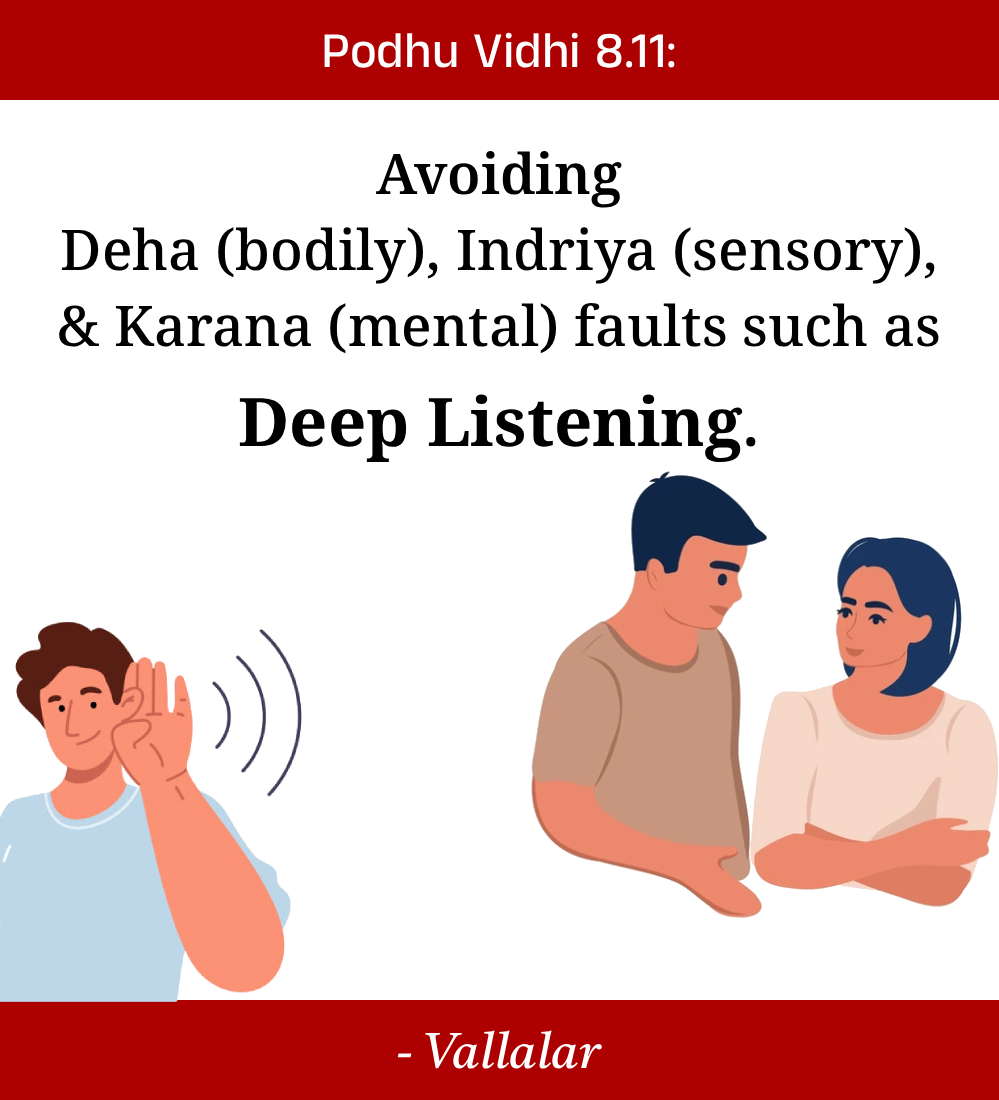 Podhu Vidhi 8.11:
Avoiding
Deha (bodily), Indriya (sensory),
& Karana (mental) faults such as
Deep Listening.
- Vallalar